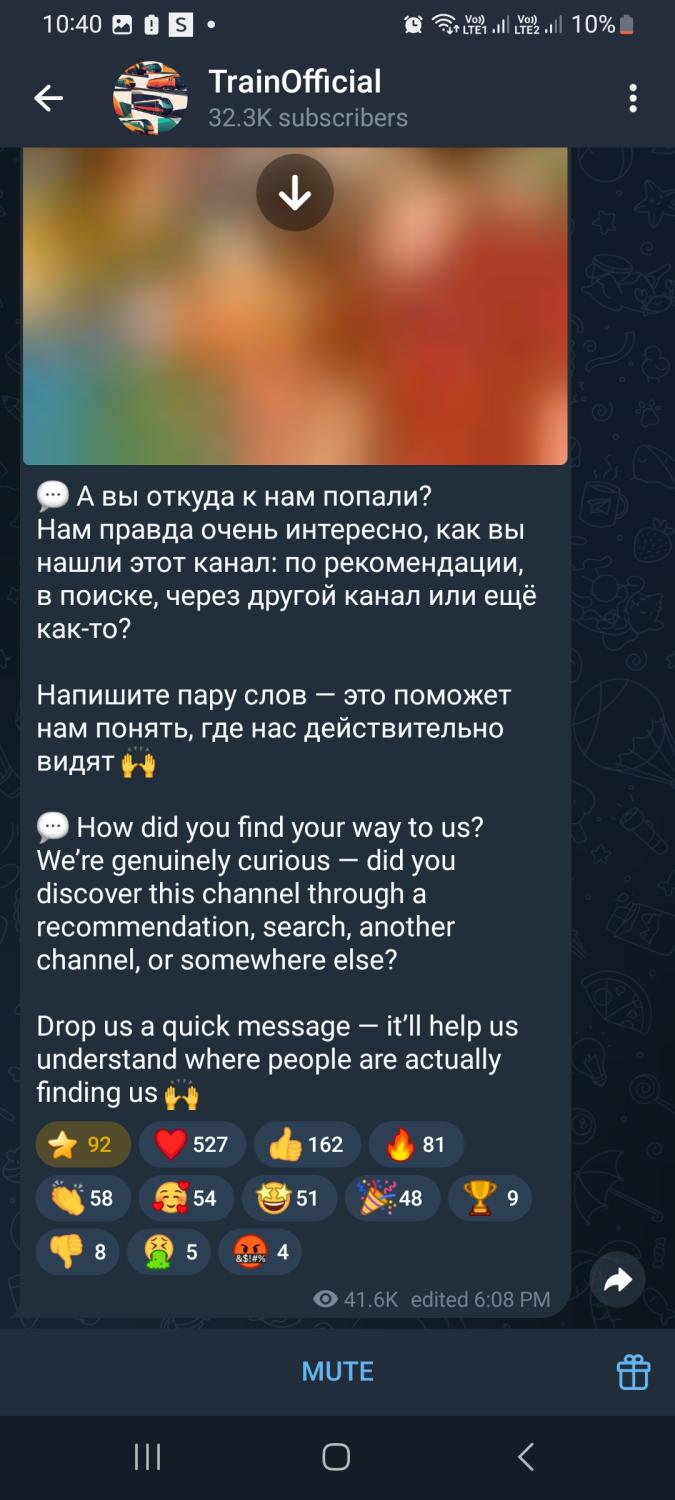 10:40 S Vo)) LTE1 Vo)) LTE2 10%
TrainOfficial
32.3K subscribers
💬 А вы откуда к нам попали?
Нам правда очень интересно, как вы
нашли этот канал: по рекомендации,
в поиске, через другой канал или ещё
как-то?
Напишите пару слов — это поможет
нам понять, где нас действительно
видят 🙌
💬 How did you find your way to us?
We’re genuinely curious — did you
discover this channel through a
recommendation, search, another
channel, or somewhere else?
Drop us a quick message — it’ll help us
understand where people are actually
finding us 🙌
⭐ 92 ❤️ 527 👍 162 🔥 81
👏 58 🥰 54 🤩 51 🎉 48 🏆 9
👎 8 🤮 5 🤬 4
41.6K edited 6:08 PM
MUTE